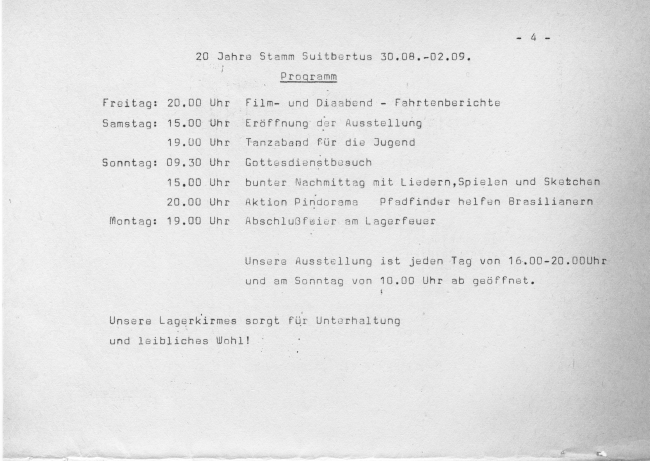 - 4 -
20 Jahre Stamm Suitbertus 30.08.-02.09.
Programm
Freitag: 20.00 Uhr Film- und Diaabend - Fahrtenberichte
Samstag: 15.00 Uhr Eröffnung der Ausstellung
19.00 Uhr Tanzaband für die Jugend
Sonntag: 09.30 Uhr Gottesdienstbesuch
15.00 Uhr bunter Nachmittag mit Liedern,Spielen und Sketchen
20.00 Uhr Aktion Pindorama Pfadfinder helfen Brasilianern
Montag: 19.00 Uhr Abschlußfeier am Lagerfeuer
Unsere Ausstellung ist jeden Tag von 16.00-20.00Uhr
und am Sonntag von 10.00 Uhr ab geöffnet.
Unsere Lagerkirmes sorgt für Unterhaltung
und leibliches Wohl!